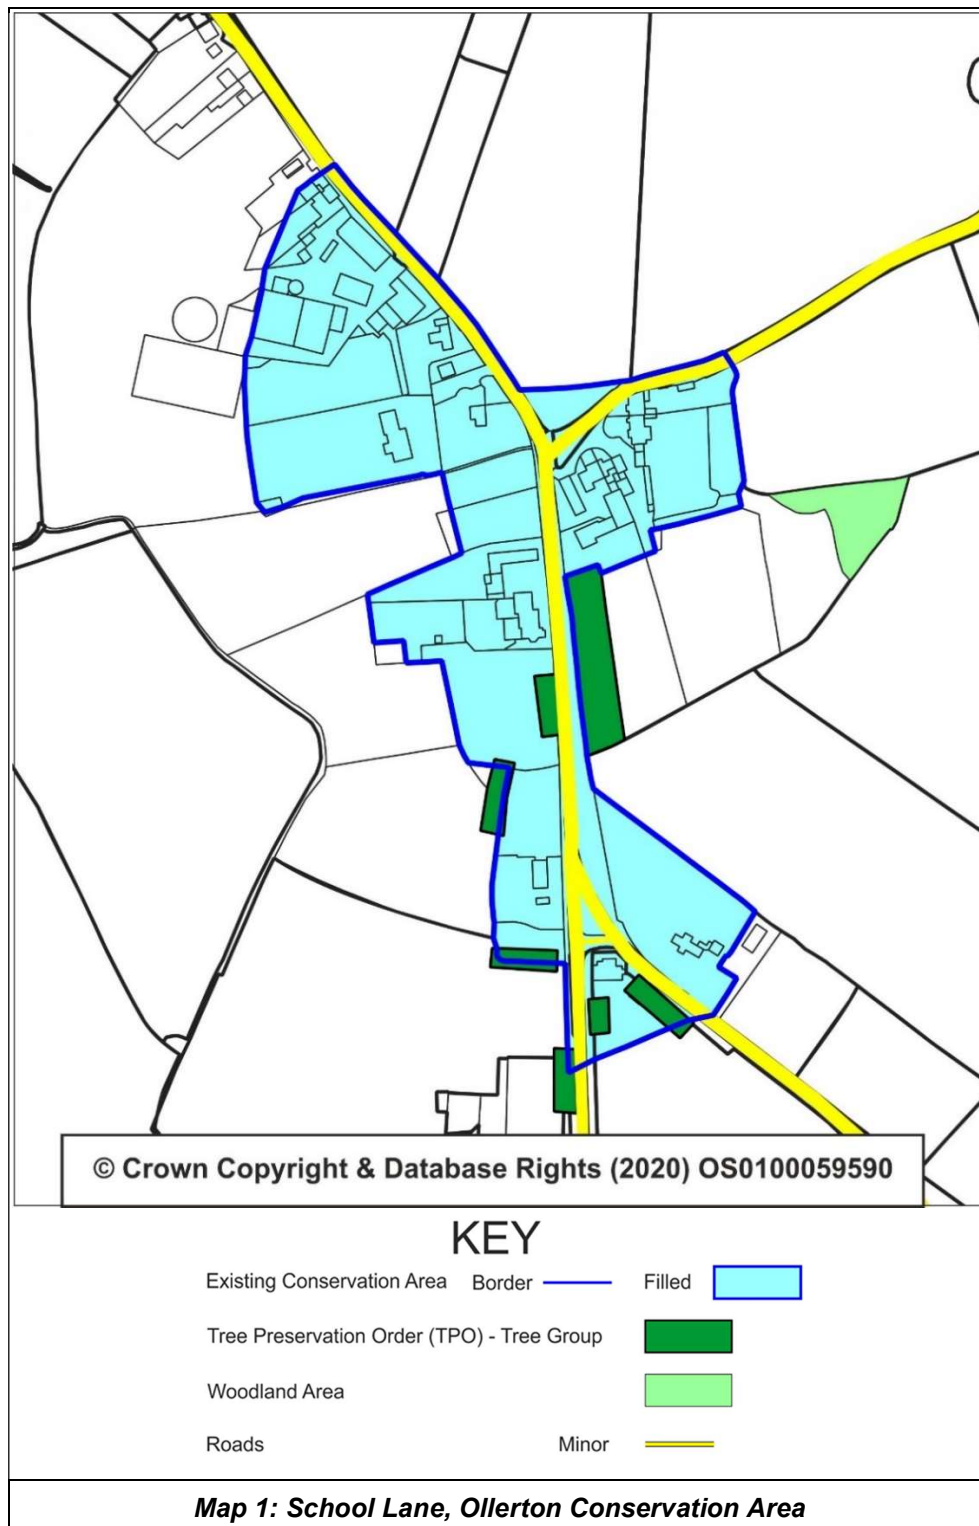 © Crown Copyright & Database Rights (2020) OS0100059590
KEY
Existing Conservation Area Border Filled
Tree Preservation Order (TPO) - Tree Group
Woodland Area
Roads Minor
Map 1: School Lane, Ollerton Conservation Area